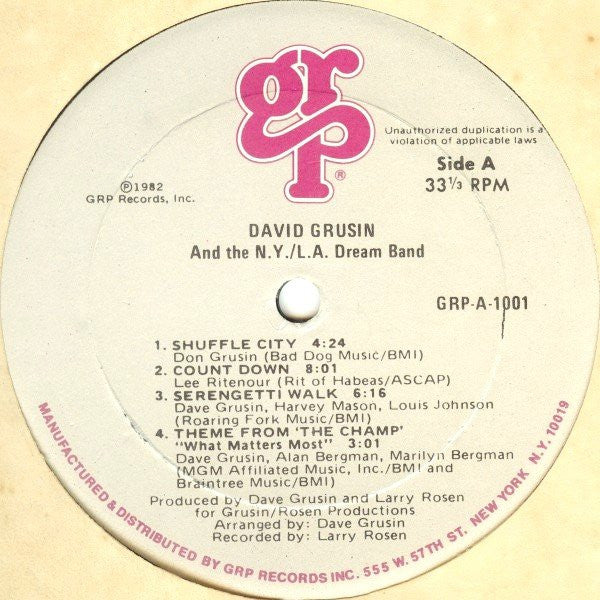 grp
®
Unauthorized duplication is a
violation of applicable laws
Side A
33 1/3 RPM
℗1982
GRP Records, Inc.
DAVID GRUSIN
And the N.Y./L.A. Dream Band
GRP-A-1001
1. SHUFFLE CITY 4:24
Don Grusin (Bad Dog Music/BMI)
2. COUNT DOWN 8:01
Lee Ritenour (Rit of Habeas/ASCAP)
3. SERENGETTI WALK 6:16
Dave Grusin, Harvey Mason, Louis Johnson
(Roaring Fork Music/BMI)
4. THEME FROM 'THE CHAMP'
"What Matters Most" 3:01
Dave Grusin, Alan Bergman, Marilyn Bergman
(MGM Affiliated Music, Inc./BMI and
Braintree Music/BMI)
Produced by Dave Grusin and Larry Rosen
for Grusin/Rosen Productions
Arranged by: Dave Grusin
Recorded by: Larry Rosen
MANUFACTURED & DISTRIBUTED BY GRP RECORDS INC. 555 W. 57TH ST. NEW YORK N.Y. 10019